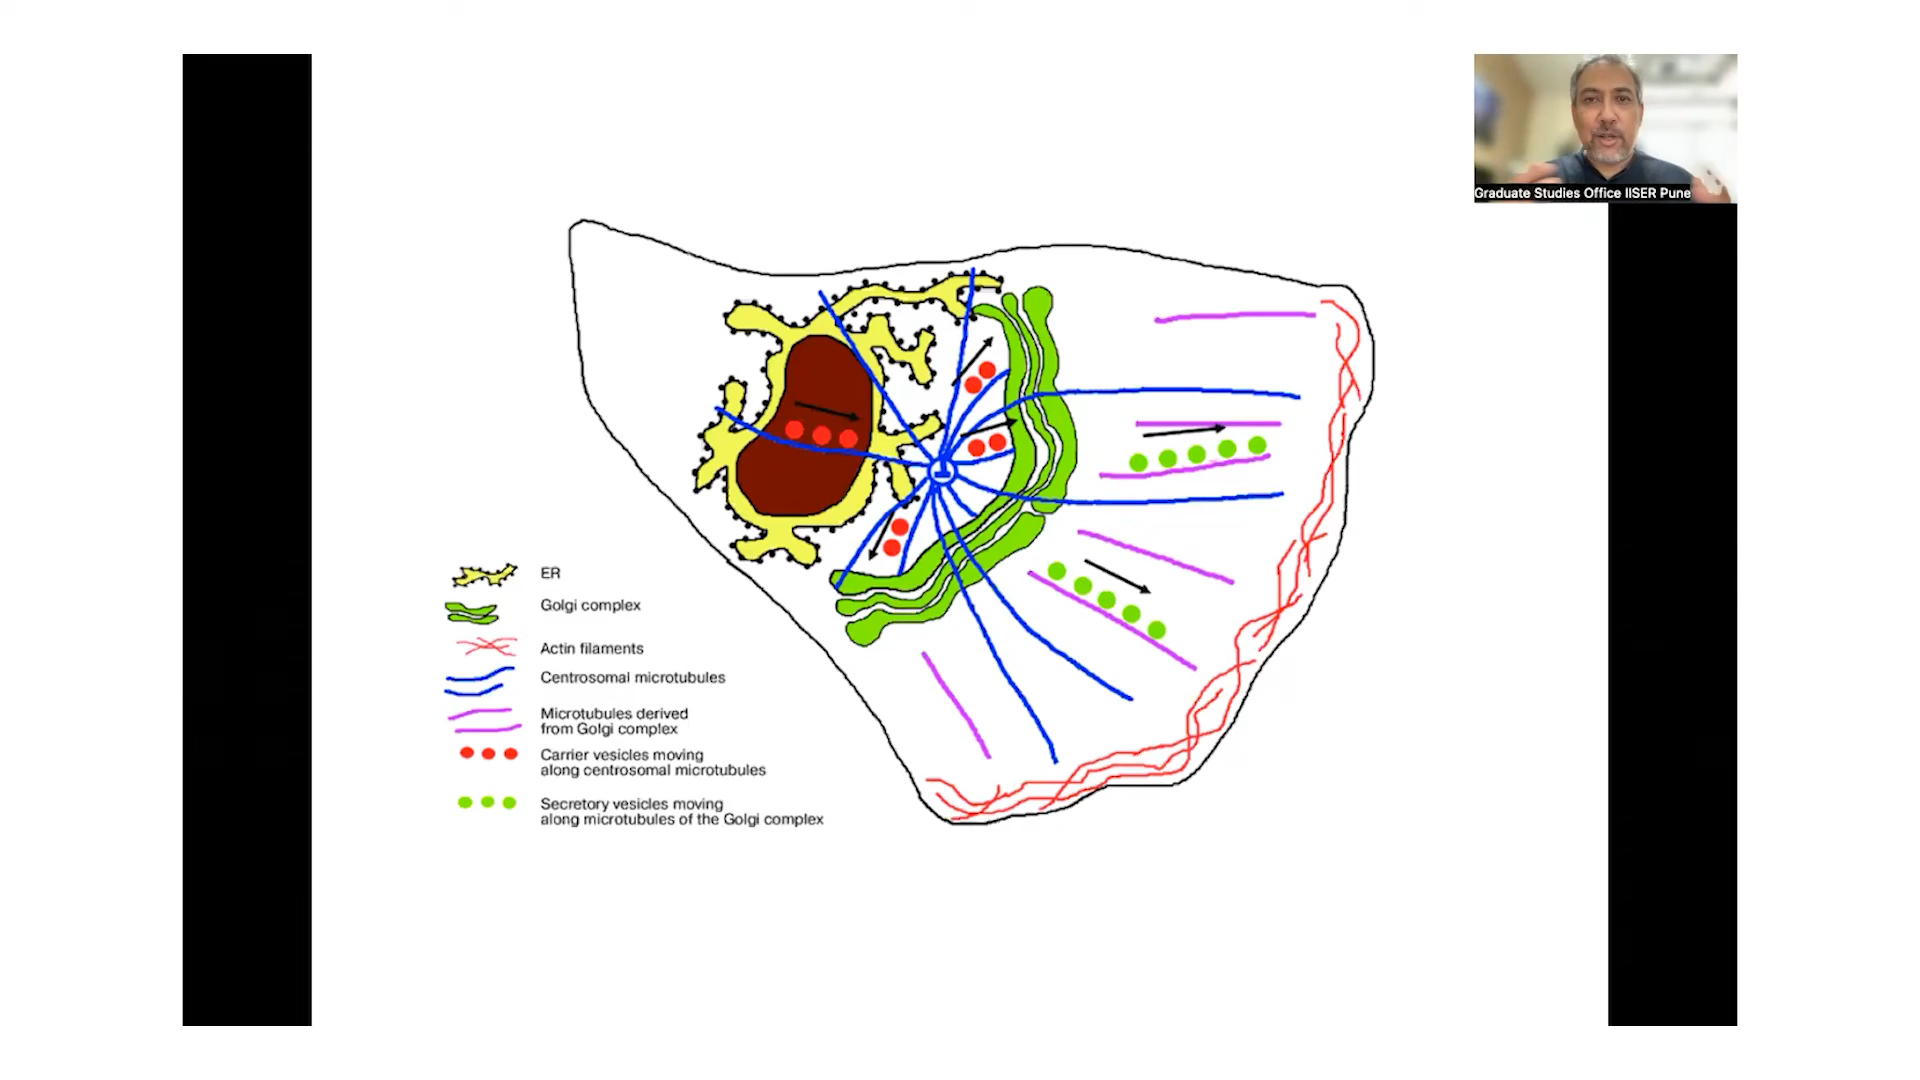 Graduate Studies Office IISER Pune
ER
Golgi complex
Actin filaments
Centrosomal microtubules
Microtubules derived
from Golgi complex
Carrier vesicles moving
along centrosomal microtubules
Secretory vesicles moving
along microtubules of the Golgi complex